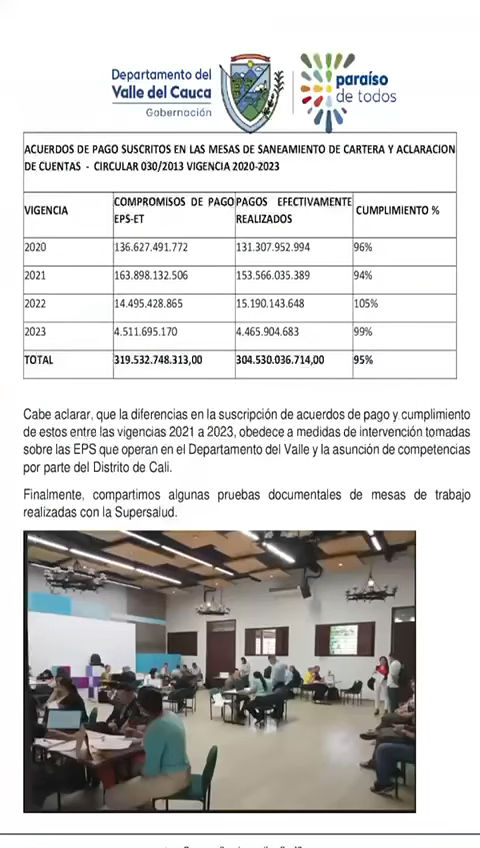 Departamento del
Valle del Cauca
Gobernación
paraíso
de todos
ACUERDOS DE PAGO SUSCRITOS EN LAS MESAS DE SANEAMIENTO DE CARTERA Y ACLARACION
DE CUENTAS - CIRCULAR 030/2013 VIGENCIA 2020-2023
VIGENCIA COMPROMISOS DE PAGO EPS-ET PAGOS EFECTIVAMENTE REALIZADOS CUMPLIMIENTO %
2020 136.627.491.772 131.307.952.994 96%
2021 163.898.132.506 153.566.035.389 94%
2022 14.495.428.865 15.190.143.648 105%
2023 4.511.695.170 4.465.904.683 99%
TOTAL 319.532.748.313,00 304.530.036.714,00 95%
Cabe aclarar, que la diferencias en la suscripción de acuerdos de pago y cumplimiento
de estos entre las vigencias 2021 a 2023, obedece a medidas de intervención tomadas
sobre las EPS que operan en el Departamento del Valle y la asunción de competencias
por parte del Distrito de Cali.
Finalmente, compartimos algunas pruebas documentales de mesas de trabajo
realizadas con la Supersalud.